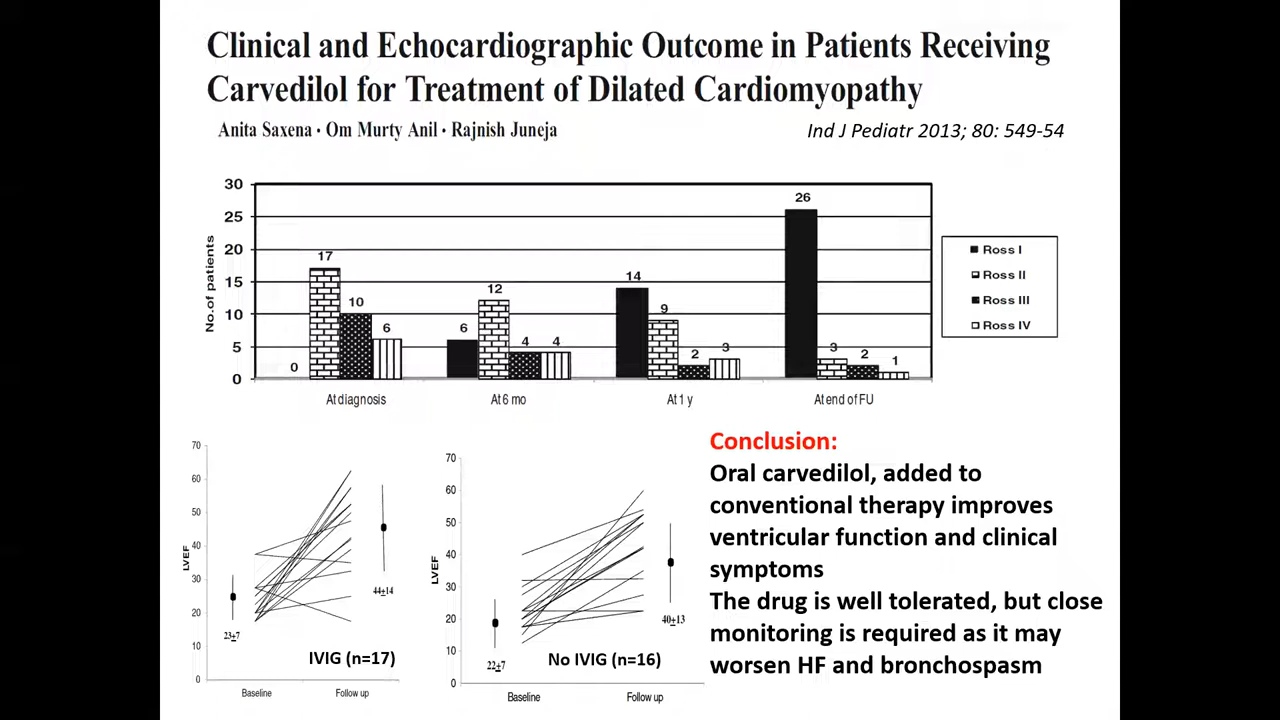 Clinical and Echocardiographic Outcome in Patients Receiving
Carvedilol for Treatment of Dilated Cardiomyopathy
Anita Saxena · Om Murty Anil · Rajnish Juneja
Ind J Pediatr 2013; 80: 549-54
No.of patients
30
25
20
15
10
5
0
0
17
10
6
6
12
4
4
14
9
2
3
26
3
2
1
At diagnosis
At 6 mo
At 1 y
At end of FU
Ross I
Ross II
Ross III
Ross IV
LVEF
70
60
50
40
30
20
10
0
23±7
44±14
IVIG (n=17)
Baseline
Follow up
LVEF
70
60
50
40
30
20
10
0
22±7
40±13
No IVIG (n=16)
Baseline
Follow up
Conclusion:
Oral carvedilol, added to
conventional therapy improves
ventricular function and clinical
symptoms
The drug is well tolerated, but close
monitoring is required as it may
worsen HF and bronchospasm